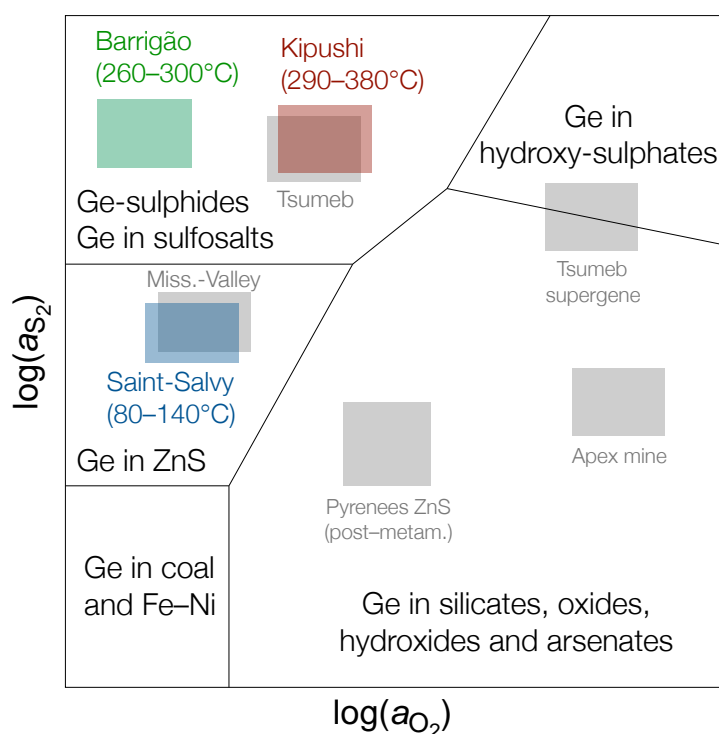 Barrigão
(260–300°C)
Kipushi
(290–380°C)
Ge in
hydroxy-sulphates
Tsumeb
Ge-sulphides
Ge in sulfosalts
Tsumeb
supergene
Miss.-Valley
Saint-Salvy
(80–140°C)
Ge in ZnS
Apex mine
Pyrenees ZnS
(post–metam.)
Ge in coal
and Fe–Ni
Ge in silicates, oxides,
hydroxides and arsenates
log(aS2)
log(aO2)